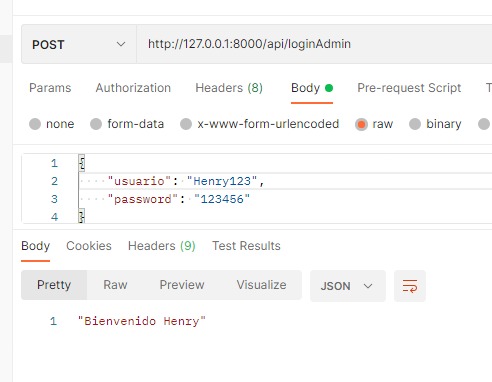 POST http://127.0.0.1:8000/api/loginAdmin
Params Authorization Headers (8) Body Pre-request Script T
none form-data x-www-form-urlencoded raw binary
1 {
2 "usuario": "Henry123",
3 "password": "123456"
4 }
Body Cookies Headers (9) Test Results
Pretty Raw Preview Visualize JSON
1 "Bienvenido Henry"